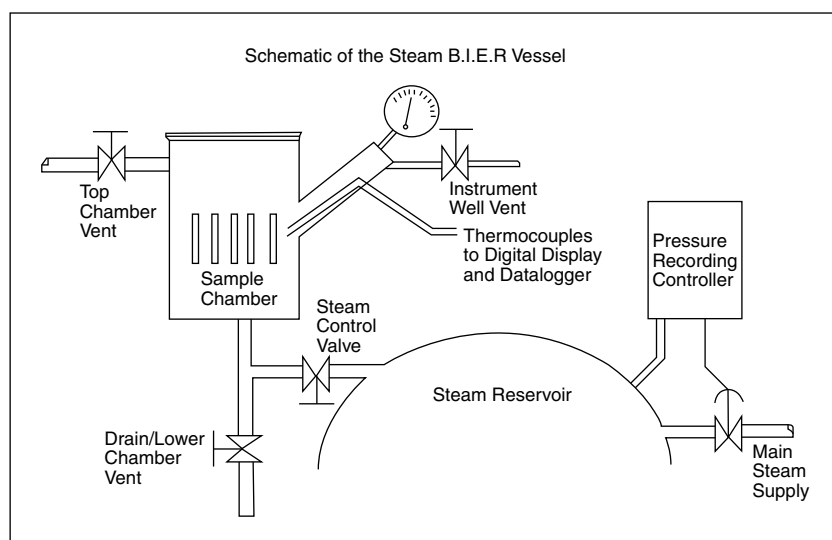 Schematic of the Steam B.I.E.R Vessel
Top
Chamber
Vent
Instrument
Well Vent
Thermocouples
to Digital Display
and Datalogger
Sample
Chamber
Pressure
Recording
Controller
Steam
Control
Valve
Steam Reservoir
Drain/Lower
Chamber
Vent
Main
Steam
Supply